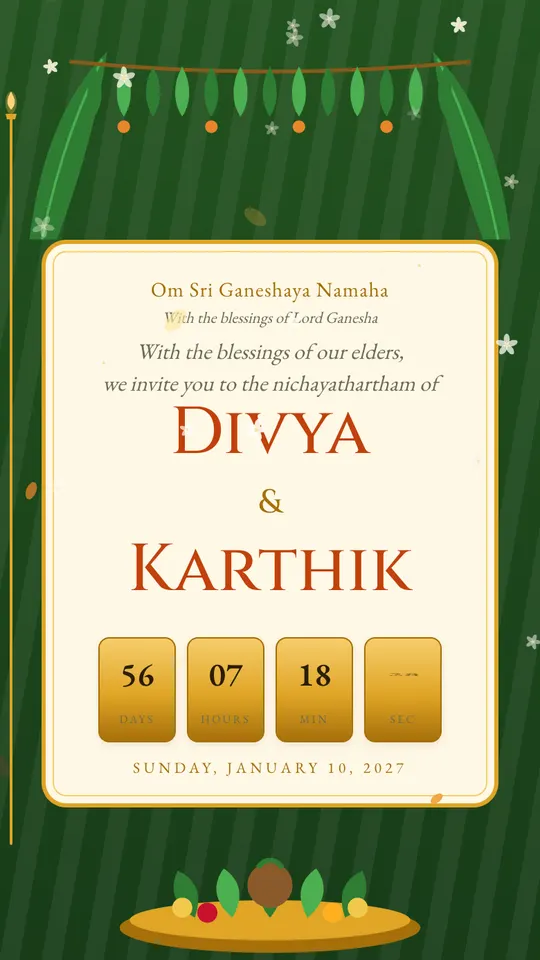 Om Sri Ganeshaya Namaha
With the blessings of Lord Ganesha
With the blessings of our elders,
we invite you to the nichayathartham of
Divya
&
Karthik
56 07 18
DAYS HOURS MIN SEC
SUNDAY, JANUARY 10, 2027